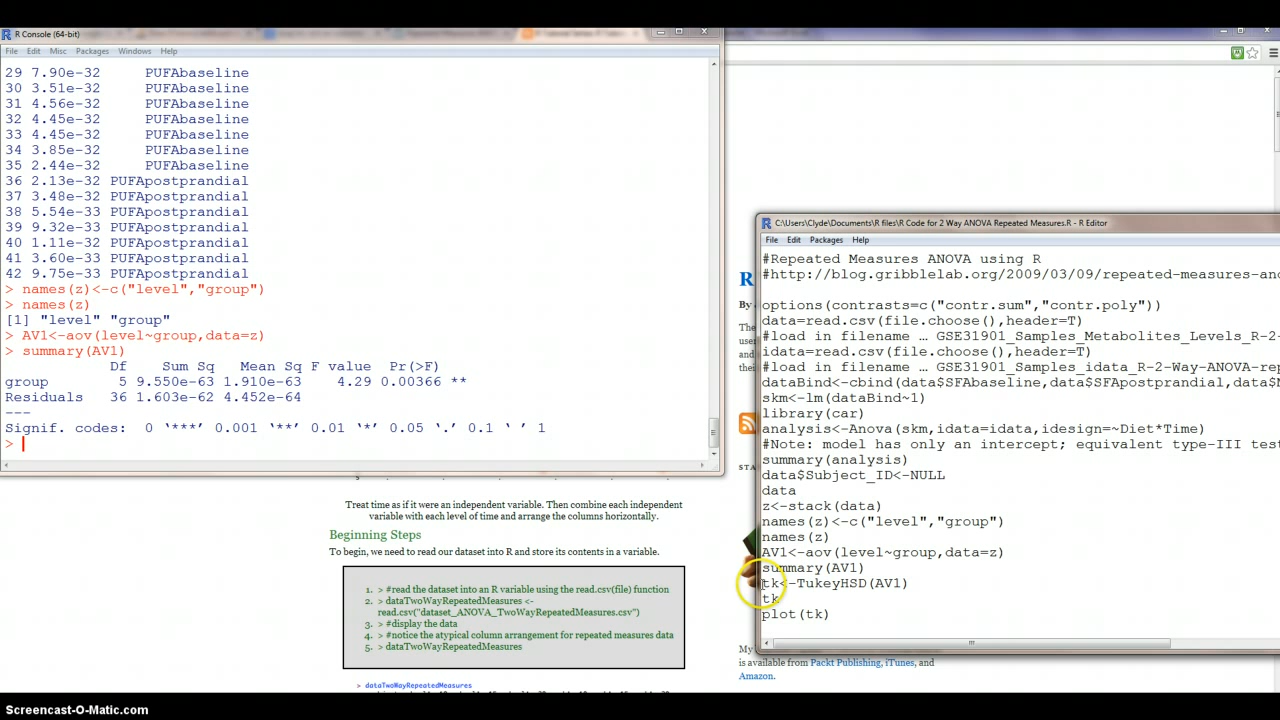 R Console (64-bit)
File Edit Misc Packages Windows Help
29 7.90e-32 PUFAbaseline
30 3.51e-32 PUFAbaseline
31 4.56e-32 PUFAbaseline
32 4.45e-32 PUFAbaseline
33 4.45e-32 PUFAbaseline
34 3.85e-32 PUFAbaseline
35 2.44e-32 PUFAbaseline
36 2.13e-32 PUFApostprandial
37 3.48e-32 PUFApostprandial
38 5.54e-33 PUFApostprandial
39 9.32e-33 PUFApostprandial
40 1.11e-32 PUFApostprandial
41 3.60e-33 PUFApostprandial
42 9.75e-33 PUFApostprandial
> names(z)<-c("level","group")
> names(z)
[1] "level" "group"
> AV1<-aov(level~group,data=z)
> summary(AV1)
Df Sum Sq Mean Sq F value Pr(>F)
group 5 9.550e-63 1.910e-63 4.29 0.00366 **
Residuals 36 1.603e-62 4.452e-64
---
Signif. codes: 0 ‘***’ 0.001 ‘**’ 0.01 ‘*’ 0.05 ‘.’ 0.1 ‘ ’ 1
>
C:\Users\Clyde\Documents\R files\R Code for 2 Way ANOVA Repeated Measures.R - R Editor
File Edit Packages Help
#Repeated Measures ANOVA using R
#http://blog.gribblelab.org/2009/03/09/repeated-measures-an
options(contrasts=c("contr.sum","contr.poly"))
data=read.csv(file.choose(),header=T)
#load in filename … GSE31901_Samples_Metabolites_Levels_R-2-
idata=read.csv(file.choose(),header=T)
#load in filename … GSE31901_Samples_idata_R-2-Way-ANOVA-rep
dataBind<-cbind(data$SFAbaseline,data$SFApostprandial,data$
skm<-lm(dataBind~1)
library(car)
analysis<-Anova(skm,idata=idata,idesign=~Diet*Time)
#Note: model has only an intercept; equivalent type-III test
summary(analysis)
data$Subject_ID<-NULL
data
z<-stack(data)
names(z)<-c("level","group")
names(z)
AV1<-aov(level~group,data=z)
summary(AV1)
tk<-TukeyHSD(AV1)
tk
plot(tk)
Treat time as if it were an independent variable. Then combine each independent
variable with each level of time and arrange the columns horizontally.
Beginning Steps
To begin, we need to read our dataset into R and store its contents in a variable.
1. > #read the dataset into an R variable using the read.csv(file) function
2. > dataTwoWayRepeatedMeasures <-
read.csv("dataset_ANOVA_TwoWayRepeatedMeasures.csv")
3. > #display the data
4. > #notice the atypical column arrangement for repeated measures data
5. > dataTwoWayRepeatedMeasures
> dataTwoWayRepeatedMeasures
R
By
The
My
is available from Packt Publishing, iTunes, and
Amazon.
Screencast-O-Matic.com